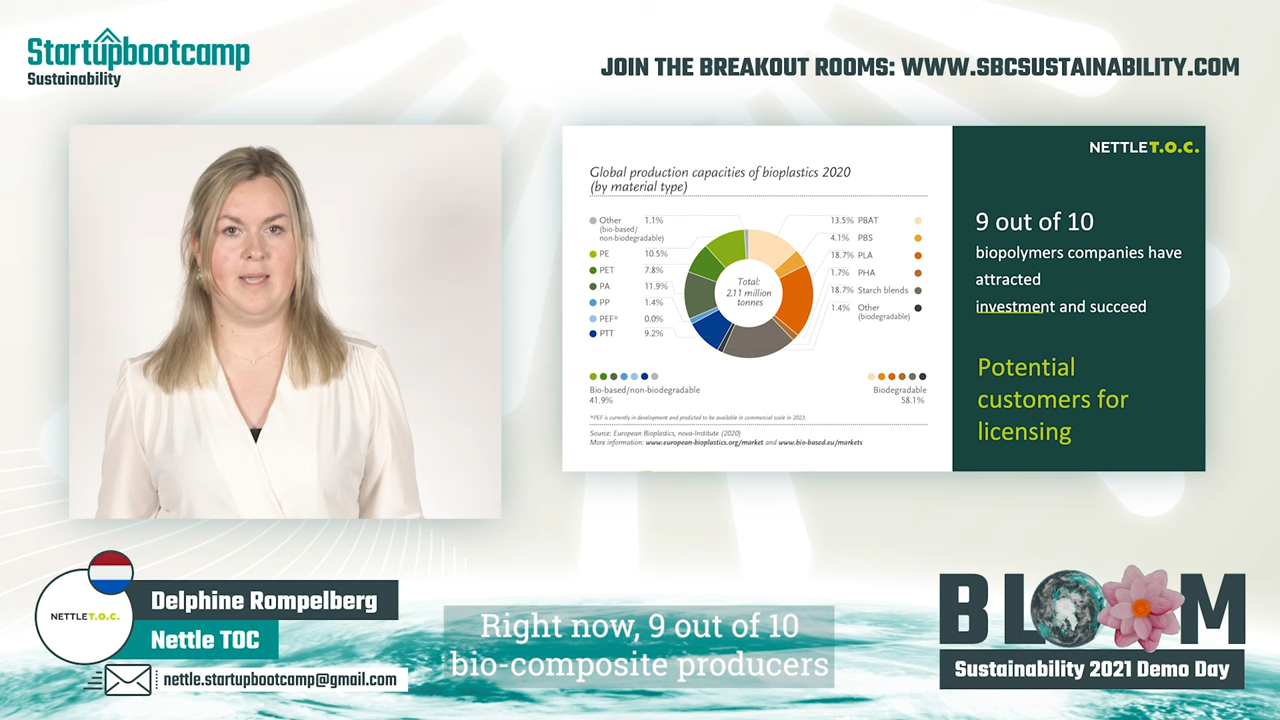 Startupbootcamp
Sustainability
JOIN THE BREAKOUT ROOMS: WWW.SBCSUSTAINABILITY.COM
Global production capacities of bioplastics 2020
(by material type)
Other 1.1%
(bio-based/
non-biodegradable)
PE 10.5%
PET 7.8%
PA 11.9%
PP 1.4%
PEF* 0.0%
PTT 9.2%
Total:
2.11 million
tonnes
13.5% PBAT
4.1% PBS
18.7% PLA
1.7% PHA
18.7% Starch blends
1.4% Other
(biodegradable)
Bio-based/non-biodegradable
41.9%
Biodegradable
58.1%
*PEF is currently in development and predicted to be available in commercial scale in 2023.
Source: European Bioplastics, nova-Institute (2020)
More information: www.european-bioplastics.org/market and www.bio-based.eu/markets
NETTLE T.O.C.
9 out of 10
biopolymers companies have
attracted
investment and succeed
Potential
customers for
licensing
NETTLE T.O.C.
Delphine Rompelberg
Nettle TOC
nettle.startupbootcamp@gmail.com
Right now, 9 out of 10
bio-composite producers
BLOOM
Sustainability 2021 Demo Day